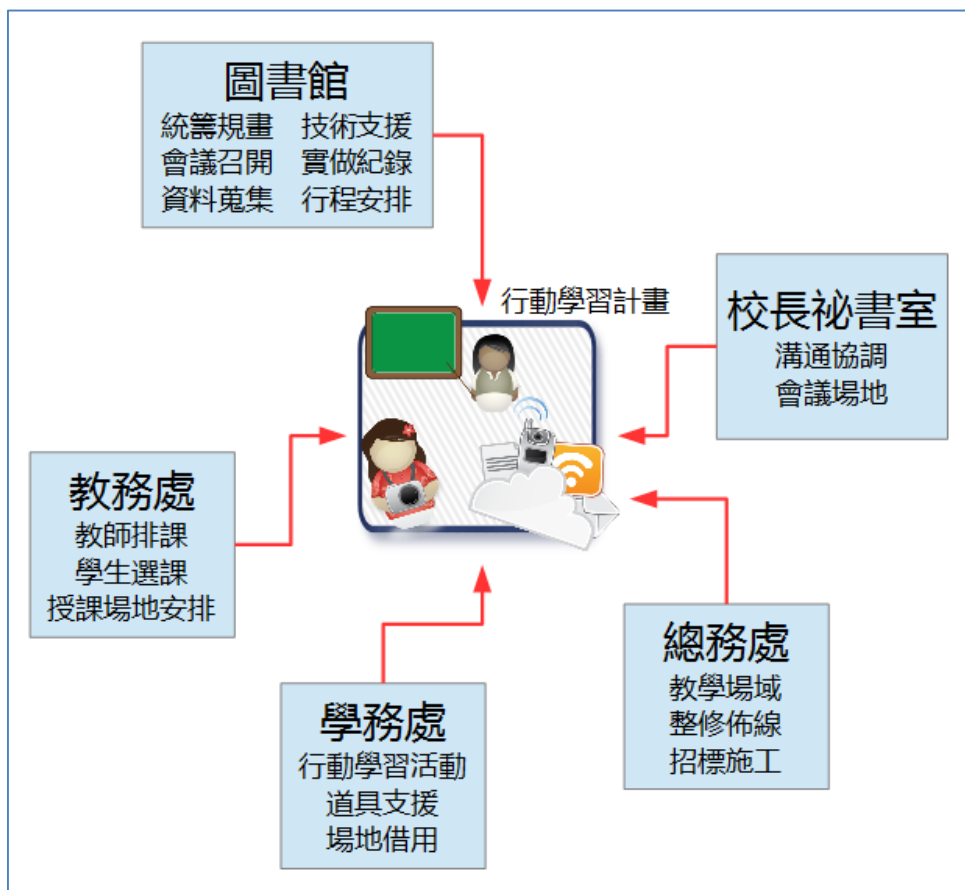 圖書館
統籌規畫 技術支援
會議召開 實做紀錄
資料蒐集 行程安排
行動學習計畫
校長祕書室
溝通協調
會議場地
教務處
教師排課
學生選課
授課場地安排
學務處
行動學習活動
道具支援
場地借用
總務處
教學場域
整修佈線
招標施工